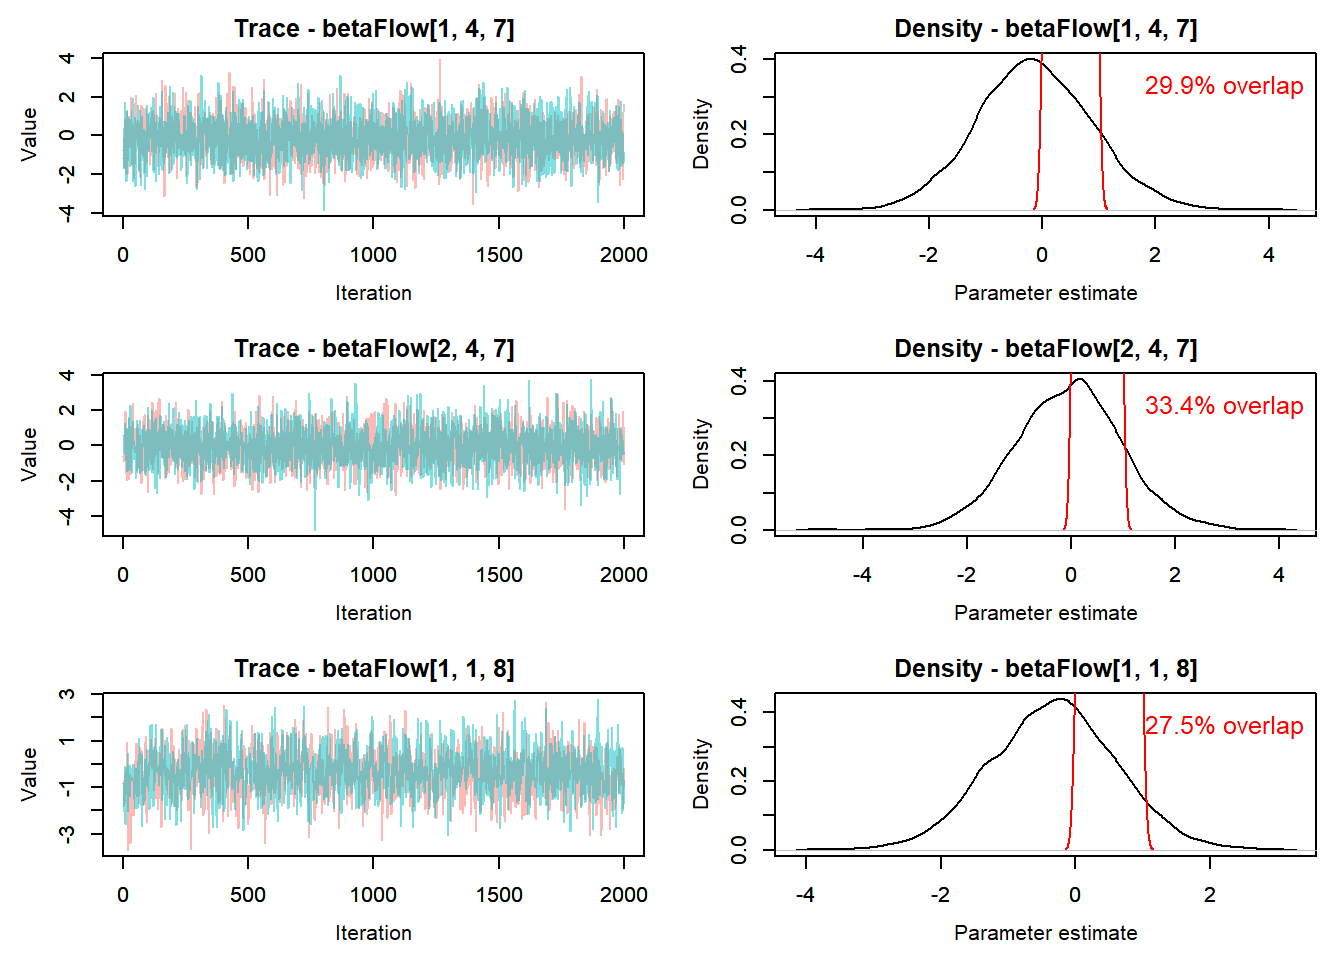 Trace - betaFlow[1, 4, 7]
Value
4
2
0
-2
-4
0 500 1000 1500 2000
Iteration
Density - betaFlow[1, 4, 7]
Density
0.4
0.2
0.0
29.9% overlap
-4 -2 0 2 4
Parameter estimate
Trace - betaFlow[2, 4, 7]
Value
4
2
0
-2
-4
0 500 1000 1500 2000
Iteration
Density - betaFlow[2, 4, 7]
Density
0.4
0.2
0.0
33.4% overlap
-4 -2 0 2 4
Parameter estimate
Trace - betaFlow[1, 1, 8]
Value
3
1
-1
-3
0 500 1000 1500 2000
Iteration
Density - betaFlow[1, 1, 8]
Density
0.4
0.2
0.0
27.5% overlap
-4 -2 0 2
Parameter estimate